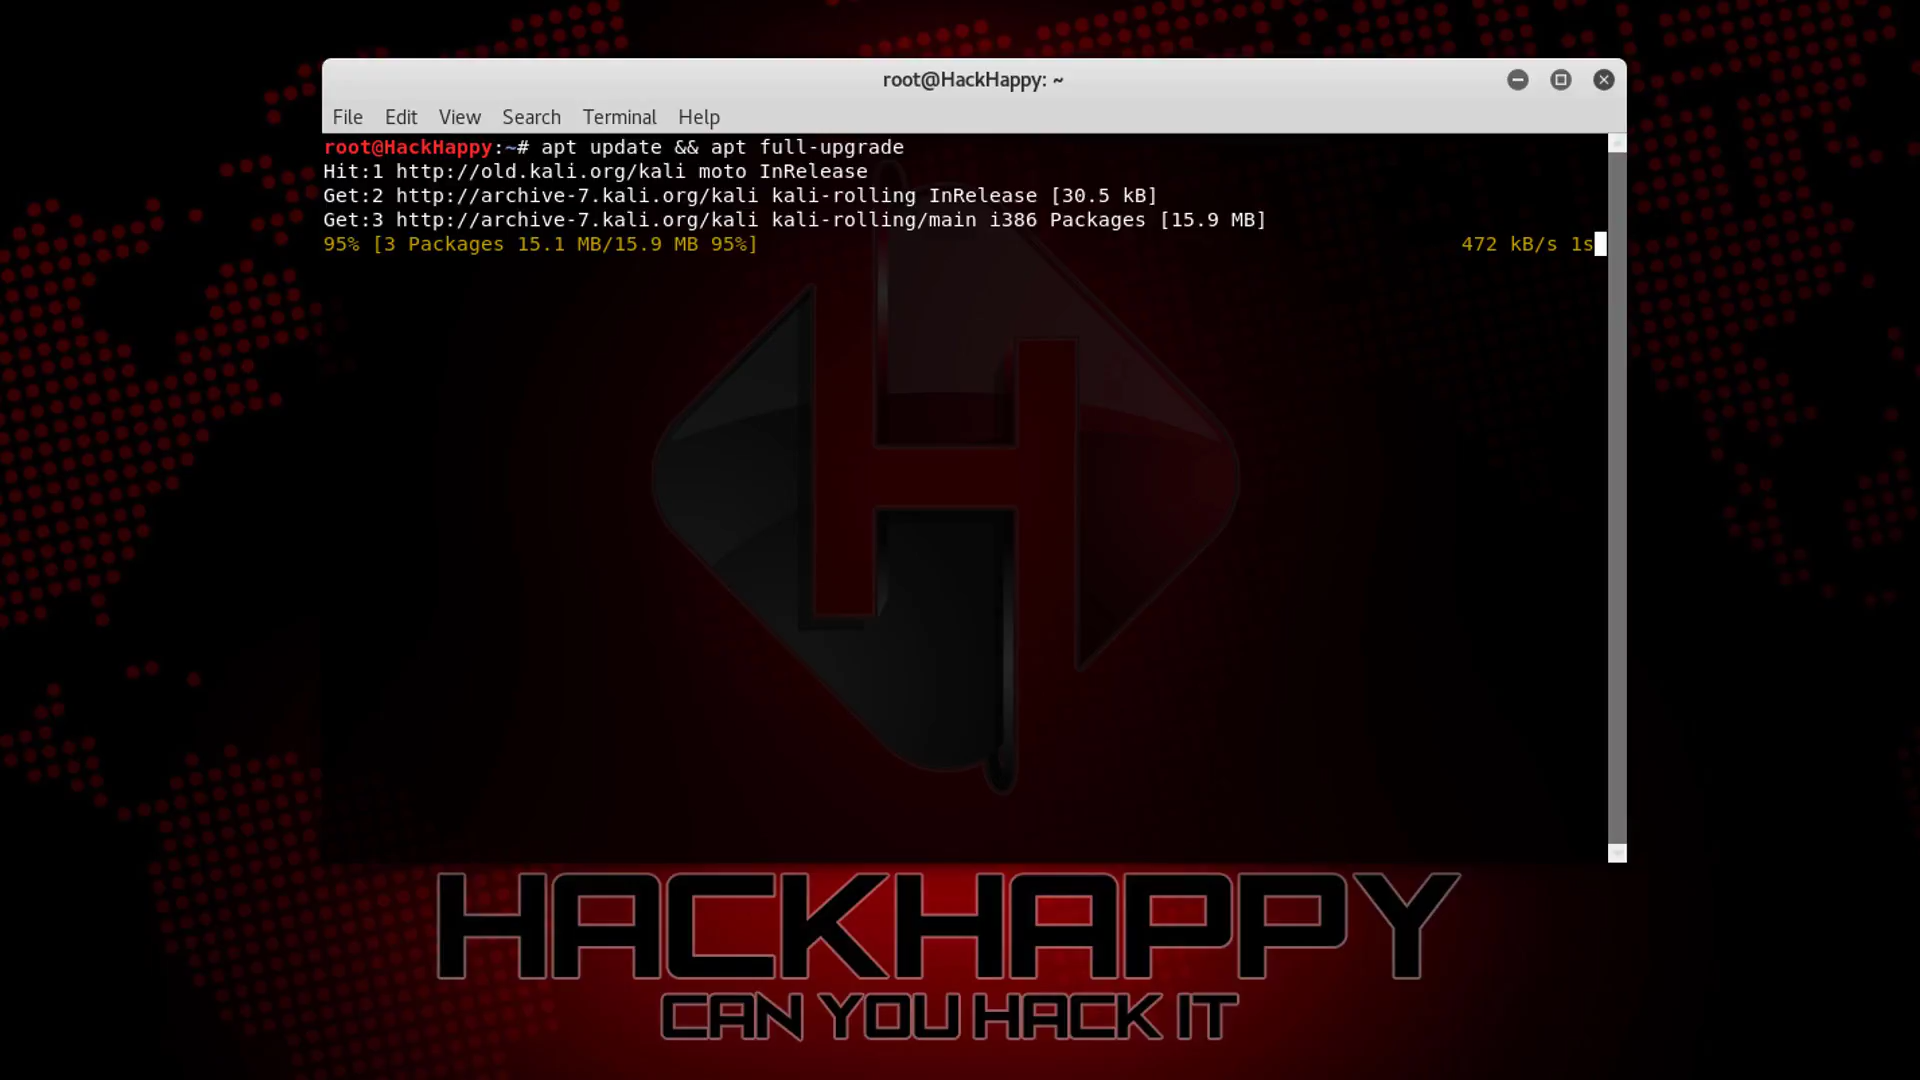 root@HackHappy: ~
File Edit View Search Terminal Help
root@HackHappy:~# apt update && apt full-upgrade
Hit:1 http://old.kali.org/kali moto InRelease
Get:2 http://archive-7.kali.org/kali kali-rolling InRelease [30.5 kB]
Get:3 http://archive-7.kali.org/kali kali-rolling/main i386 Packages [15.9 MB]
95% [3 Packages 15.1 MB/15.9 MB 95%] 472 kB/s 1s
H
HACKHAPPY
CAN YOU HACK IT